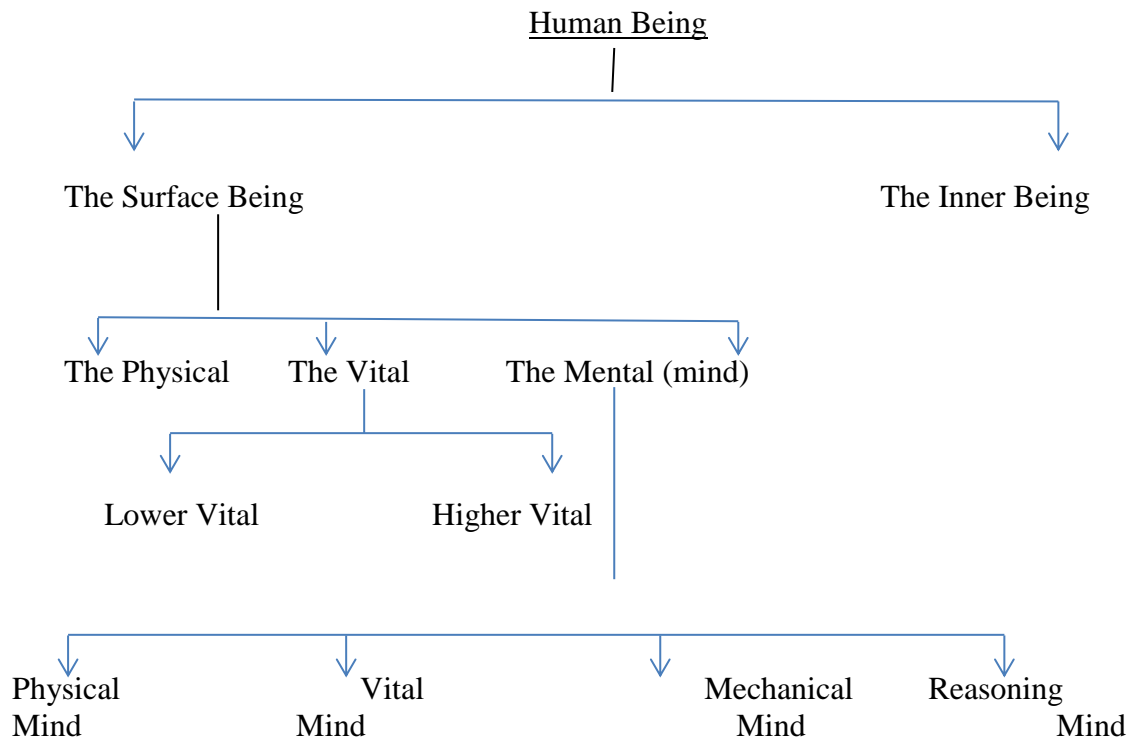 Human Being
The Surface Being The Inner Being
The Physical The Vital The Mental (mind)
Lower Vital Higher Vital
Physical Vital Mechanical Reasoning
Mind Mind Mind Mind